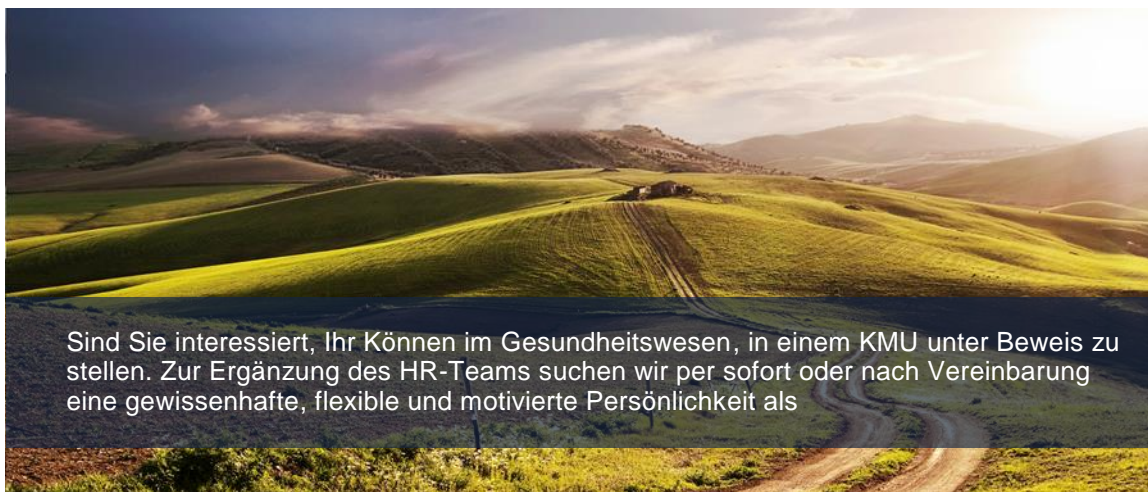 Sind Sie interessiert, Ihr Können im Gesundheitswesen, in einem KMU unter Beweis zu
stellen. Zur Ergänzung des HR-Teams suchen wir per sofort oder nach Vereinbarung
eine gewissenhafte, flexible und motivierte Persönlichkeit als